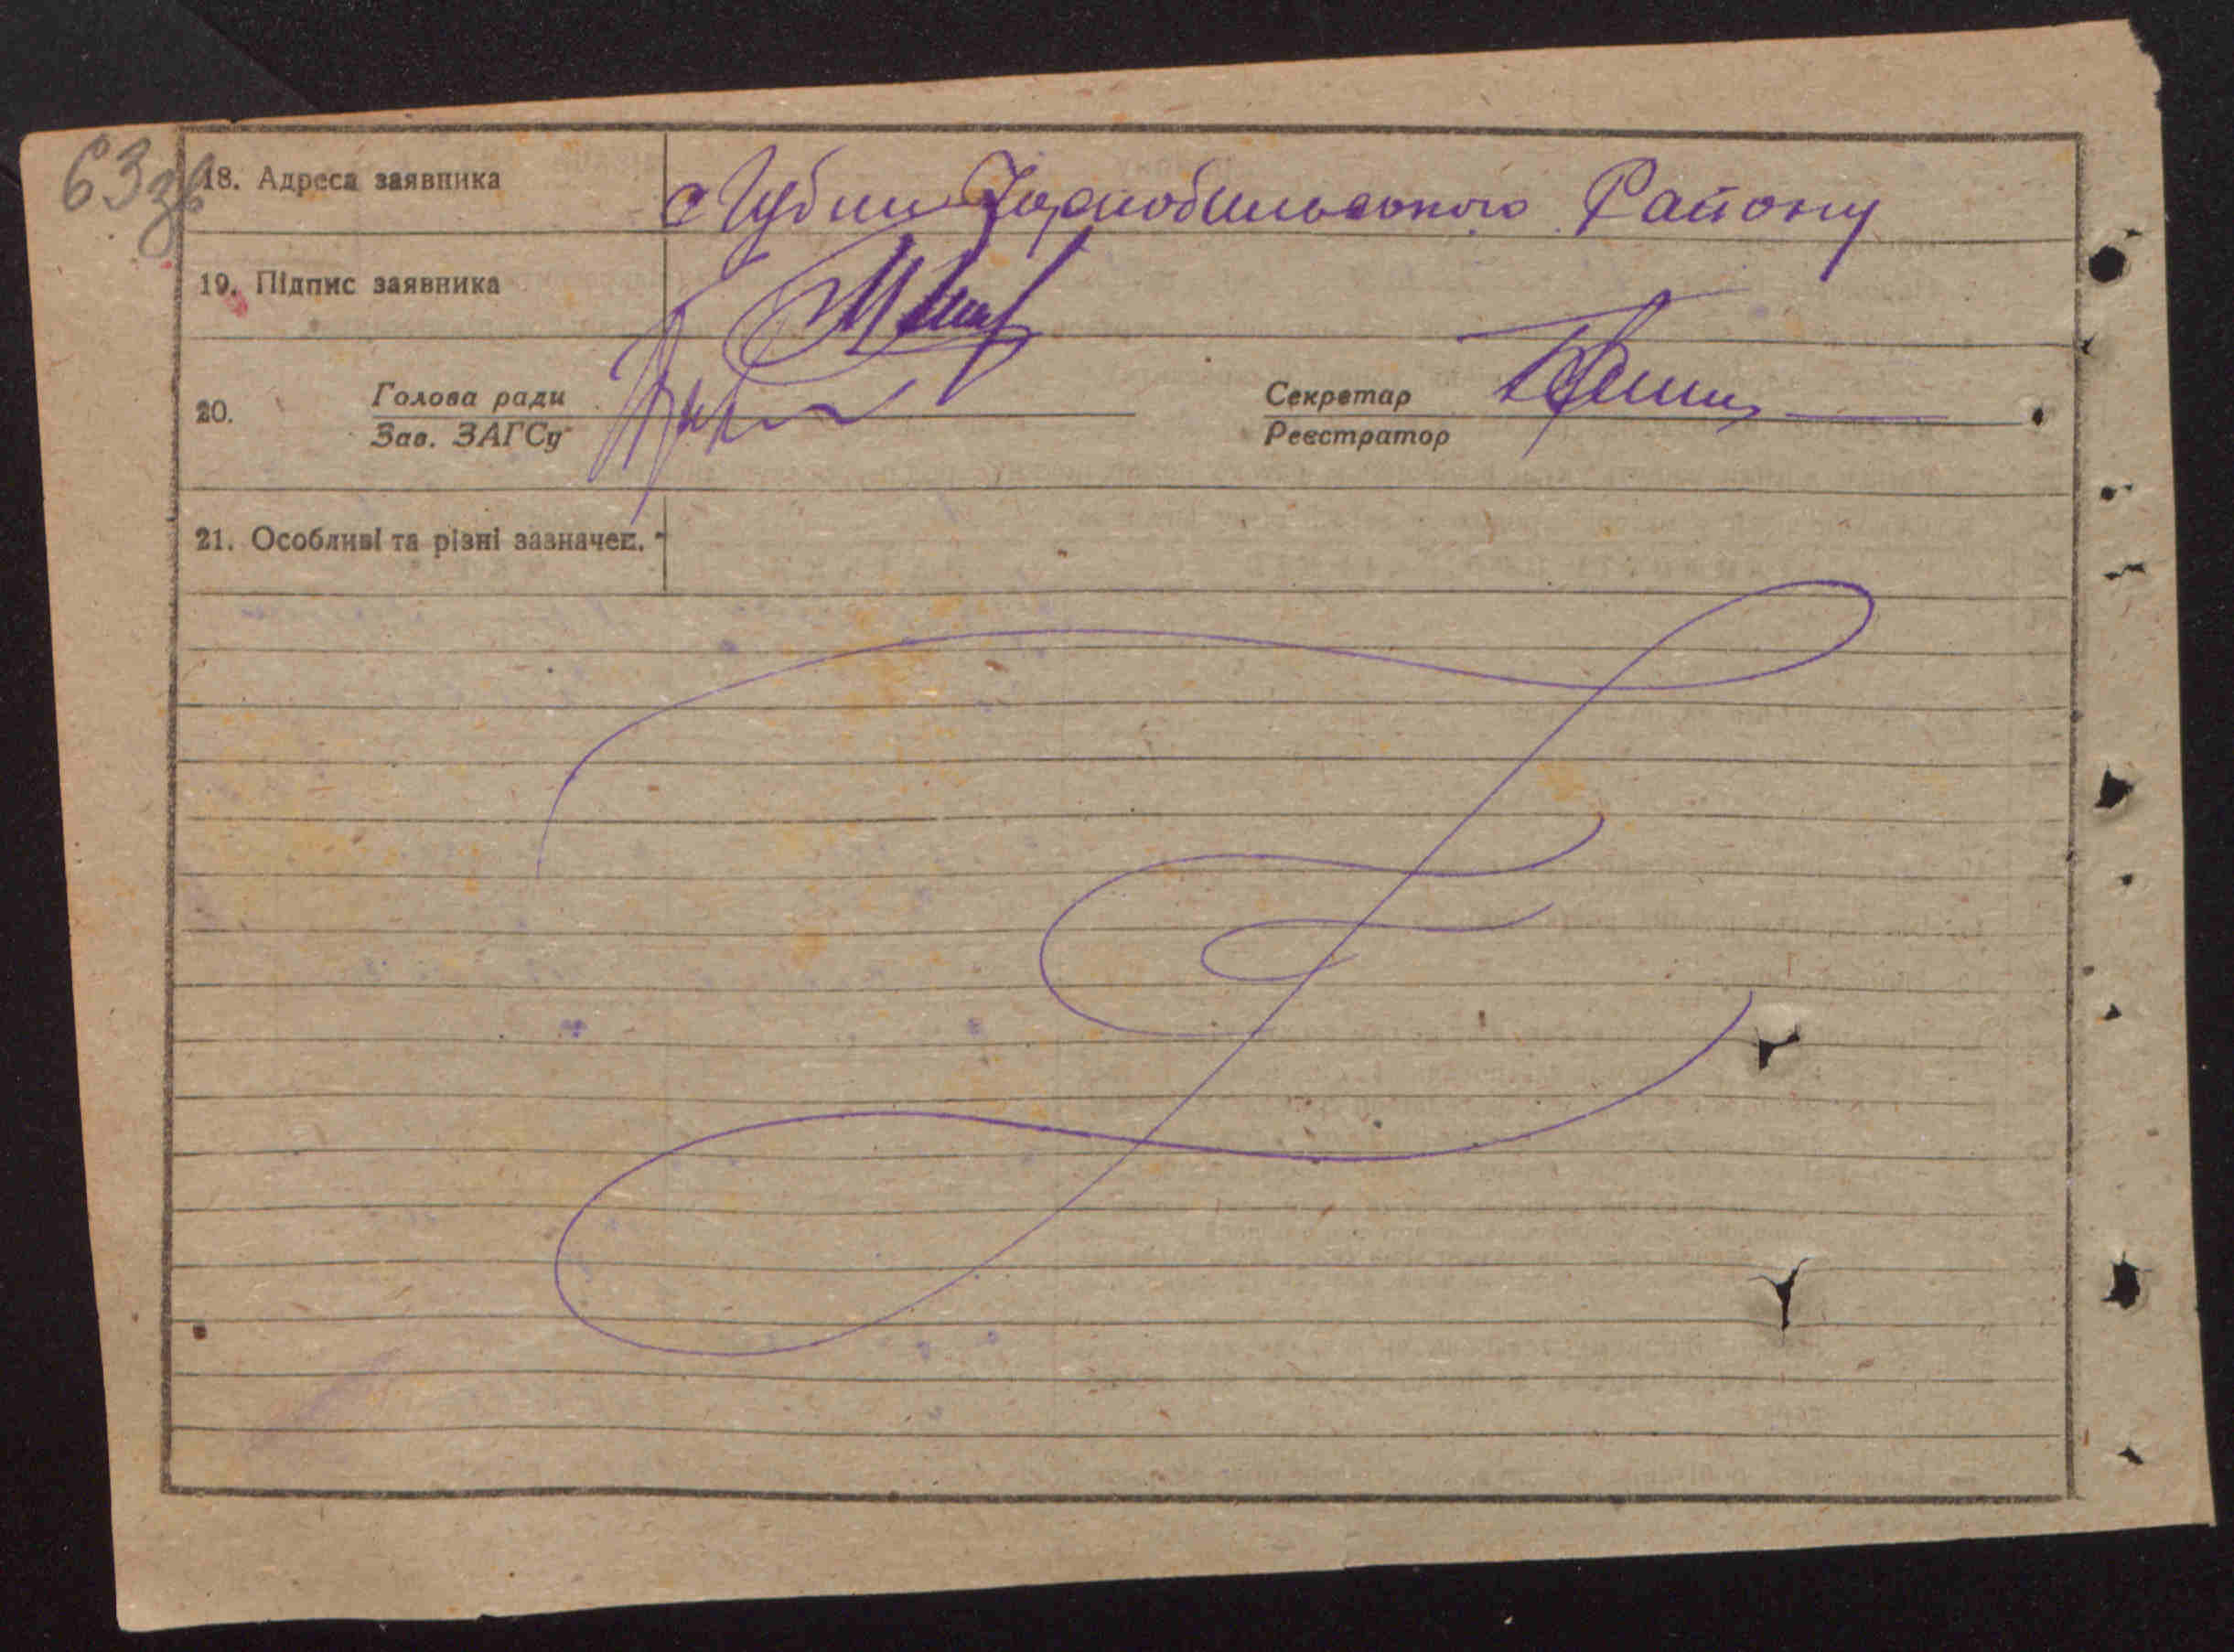 63зв
18. Адреса заявника с Губин Чорнобильського Району
19. Підпис заявника
20. Голова ради Секретар
Зав. ЗАГСу Реєстратор
21. Особливі та різні зазначен.